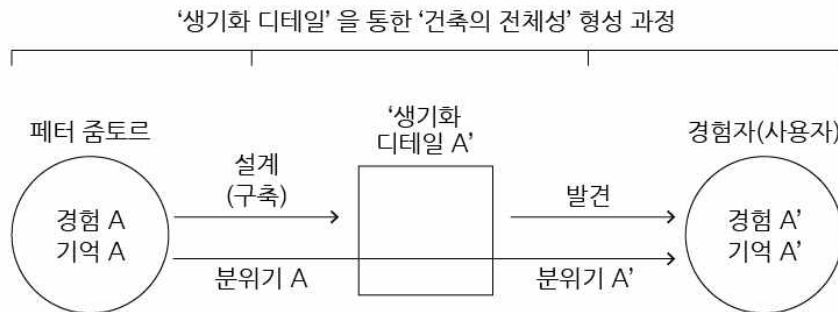 ‘생기화 디테일’ 을 통한 ‘건축의 전체성’ 형성 과정
페터 줌토르
경험 A
기억 A
설계
(구축)
분위기 A
‘생기화
디테일 A’
발견
분위기 A’
경험자(사용자)
경험 A’
기억 A’